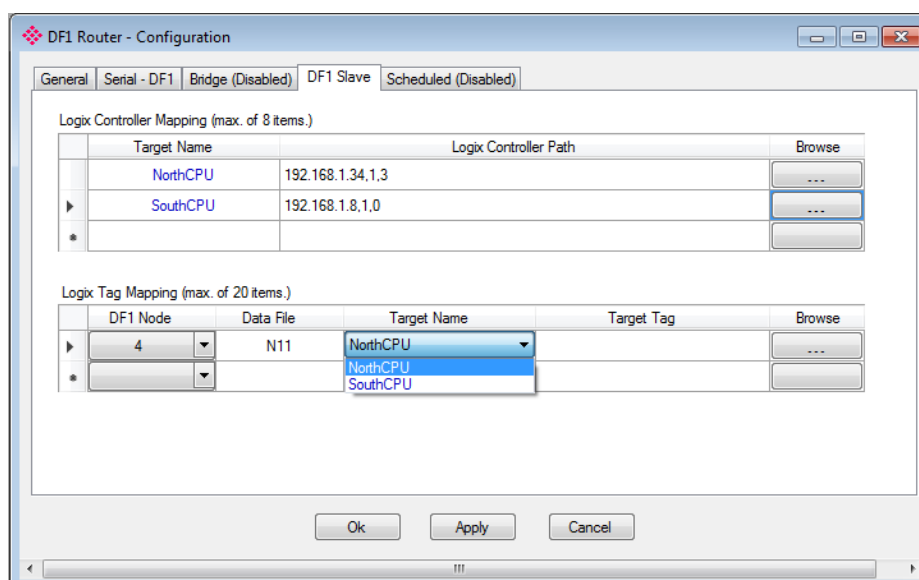 DF1 Router - Configuration
General Serial - DF1 Bridge (Disabled) DF1 Slave Scheduled (Disabled)
Logix Controller Mapping (max. of 8 items.)
Target Name Logix Controller Path Browse
NorthCPU 192.168.1.34,1,3 ...
SouthCPU 192.168.1.8,1,0 ...
Logix Tag Mapping (max. of 20 items.)
DF1 Node Data File Target Name Target Tag Browse
4 N11 NorthCPU ...
NorthCPU
SouthCPU
Ok Apply Cancel